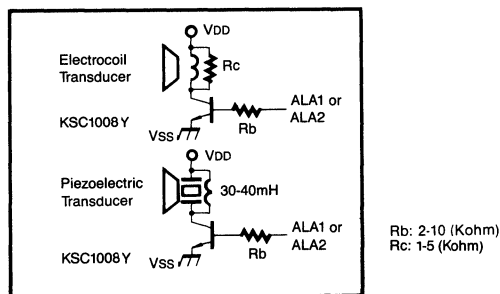 VDD
Electrocoil
Transducer
Rc
ALA1 or
ALA2
KSC1008Y
Rb
VSS
VDD
Piezoelectric
Transducer
30-40mH
ALA1 or
ALA2
KSC1008Y
VSS
Rb
Rb: 2-10 (Kohm)
Rc: 1-5 (Kohm)